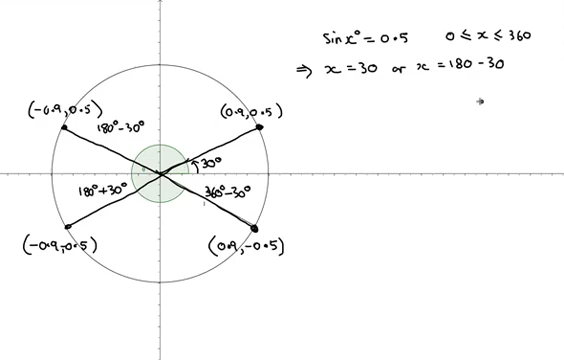 sin x° = 0.5 0 ≤ x ≤ 360
⇒ x = 30 or x = 180 - 30
(-0.9, 0.5)
(0.9, 0.5)
180° - 30°
30°
180° + 30°
360° - 30°
(-0.9, -0.5)
(0.9, -0.5)